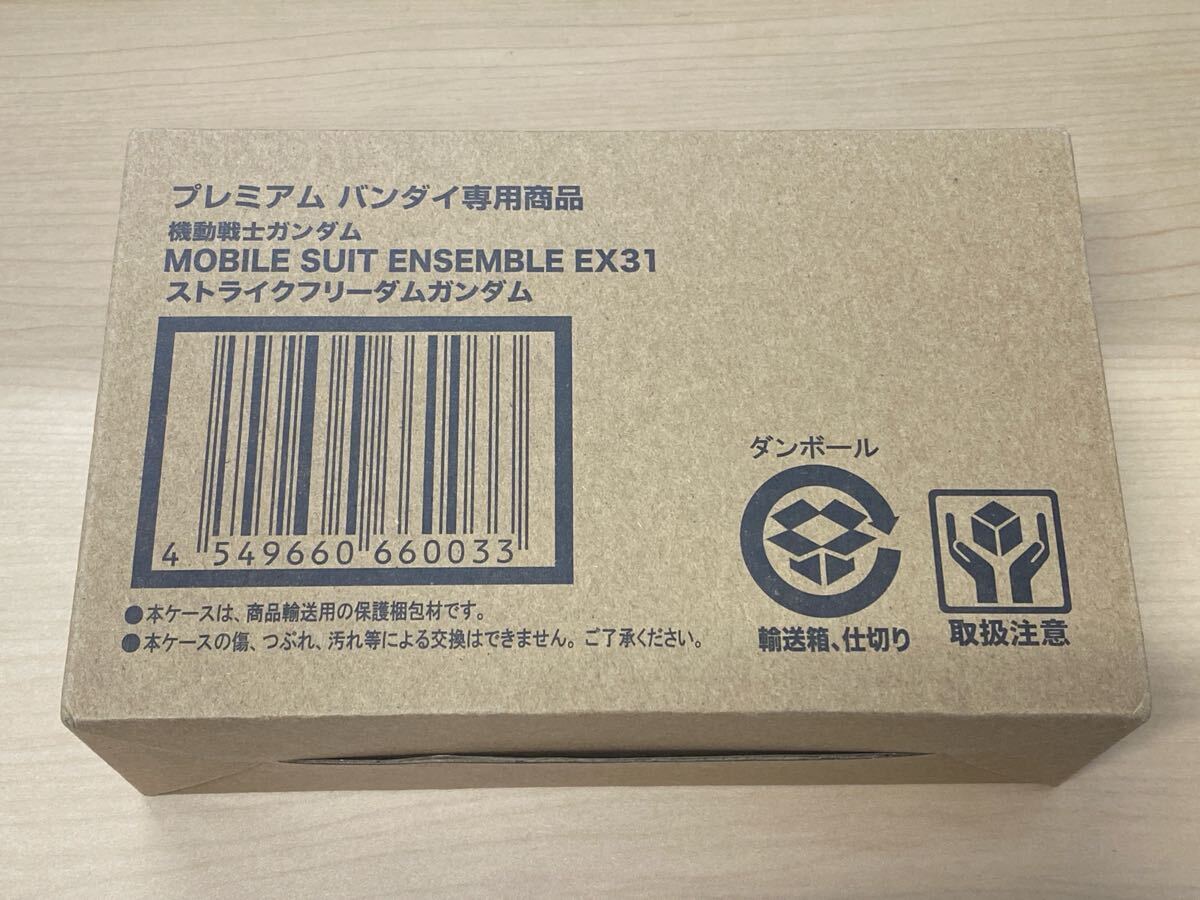 プレミアム バンダイ専用商品
機動戦士ガンダム
MOBILE SUIT ENSEMBLE EX31
ストライクフリーダムガンダム
4 549660 660033
●本ケースは、商品輸送用の保護梱包材です。
●本ケースの傷、つぶれ、汚れ等による交換はできません。ご了承ください。
ダンボール
輸送箱、仕切り
取扱注意